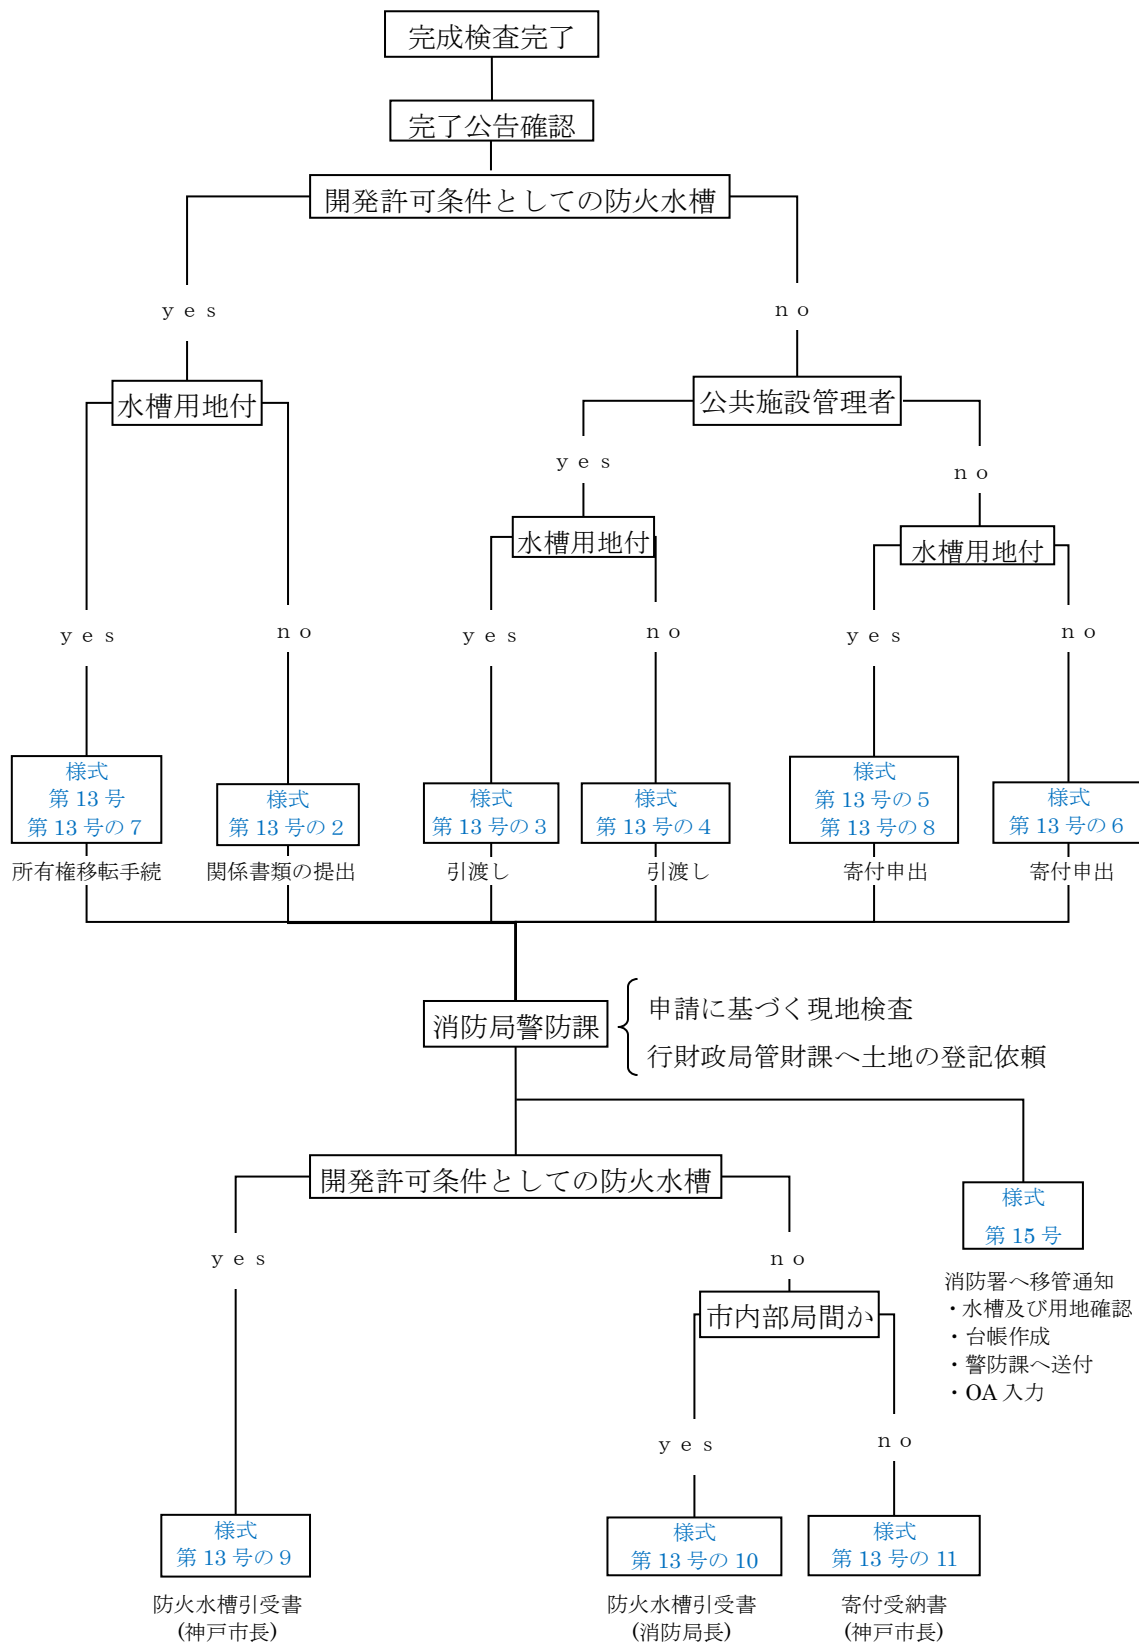 完成検査完了
完了公告確認
開発許可条件としての防火水槽
ｙｅｓ
ｎｏ
水槽用地付
公共施設管理者
ｙｅｓ
ｎｏ
水槽用地付
水槽用地付
ｙｅｓ
ｎｏ
ｙｅｓ
ｎｏ
ｙｅｓ
ｎｏ
様式
第 13 号
第 13 号の 7
所有権移転手続
様式
第 13 号の 2
関係書類の提出
様式
第 13 号の 3
引渡し
様式
第 13 号の 4
引渡し
様式
第 13 号の 5
第 13 号の 8
寄付申出
様式
第 13 号の 6
寄付申出
消防局警防課
申請に基づく現地検査
行財政局管財課へ土地の登記依頼
開発許可条件としての防火水槽
様式
第 15 号
消防署へ移管通知
・水槽及び用地確認
・台帳作成
・警防課へ送付
・OA 入力
ｙｅｓ
ｎｏ
市内部局間か
ｙｅｓ
ｎｏ
様式
第 13 号の 9
防火水槽引受書
(神戸市長)
様式
第 13 号の 10
防火水槽引受書
(消防局長)
様式
第 13 号の 11
寄付受納書
(神戸市長)